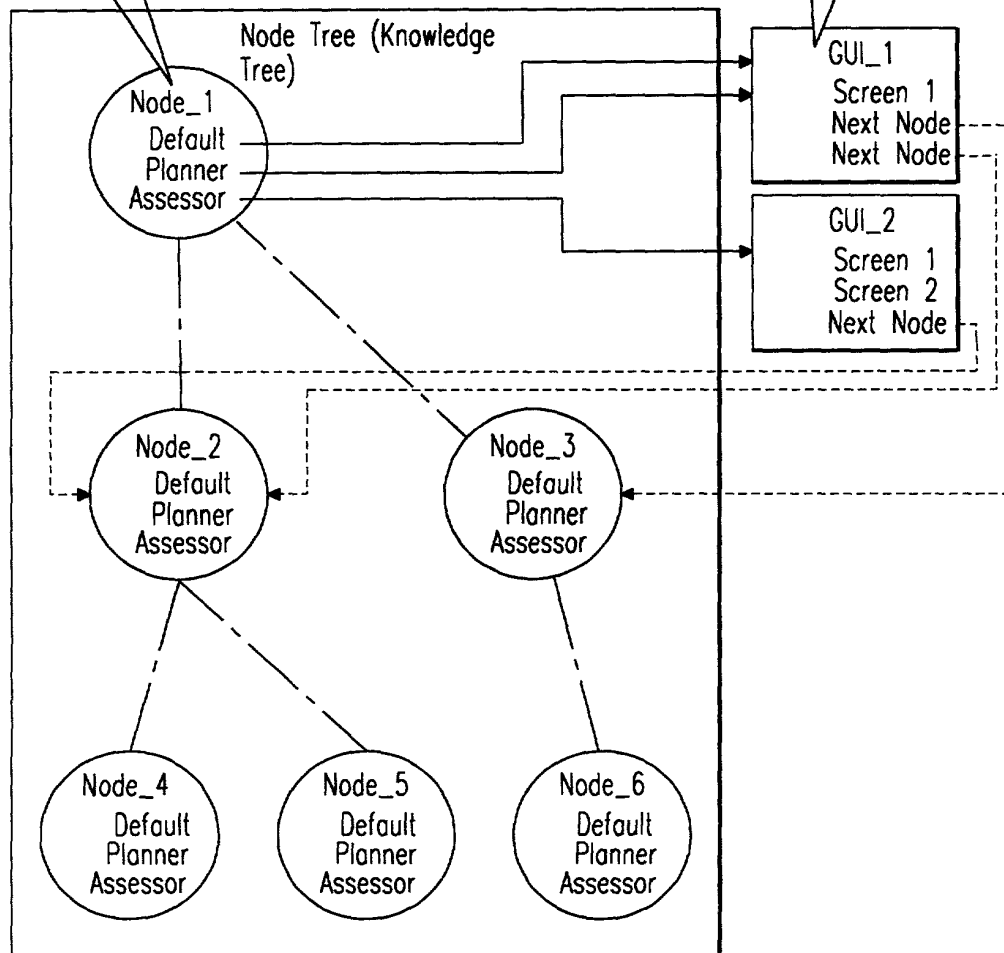 Node Tree (Knowledge
Tree)
Node_1
Default
Planner
Assessor
GUI_1
Screen 1
Next Node
Next Node
GUI_2
Screen 1
Screen 2
Next Node
Node_2
Default
Planner
Assessor
Node_3
Default
Planner
Assessor
Node_4
Default
Planner
Assessor
Node_5
Default
Planner
Assessor
Node_6
Default
Planner
Assessor